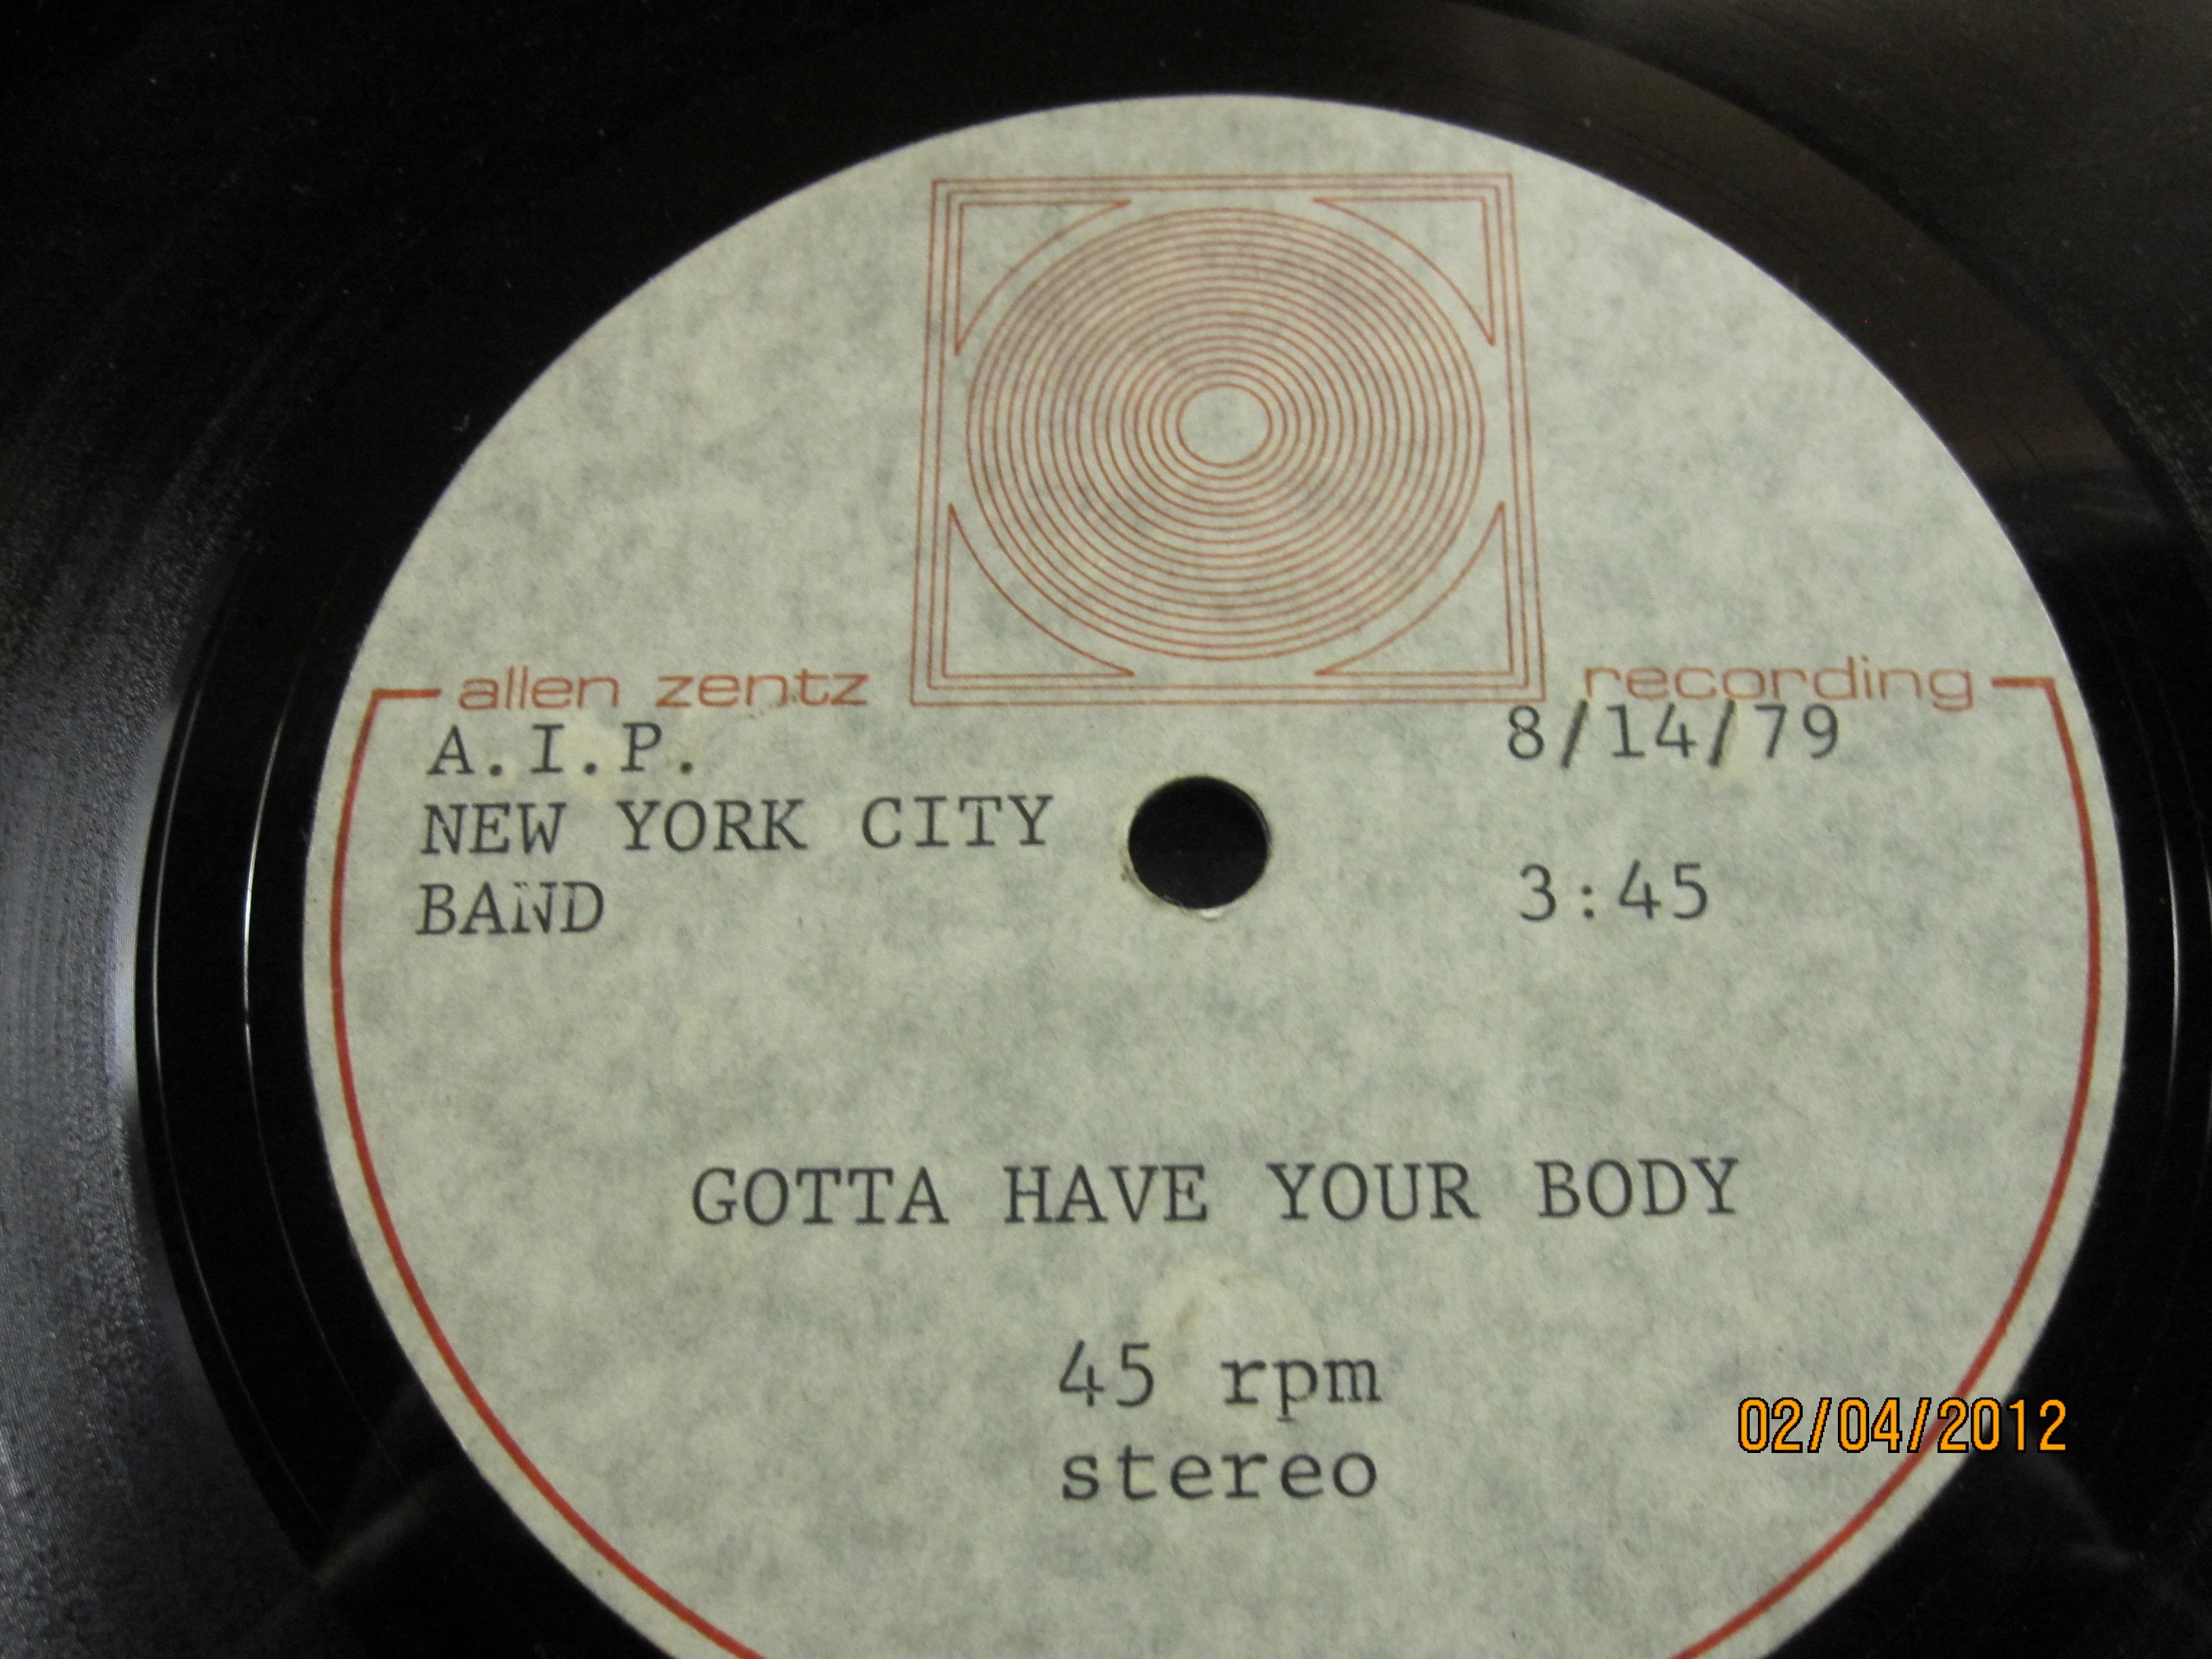 allen zentz recording
A.I.P. 8/14/79
NEW YORK CITY
BAND 3:45
GOTTA HAVE YOUR BODY
45 rpm
stereo
02/04/2012